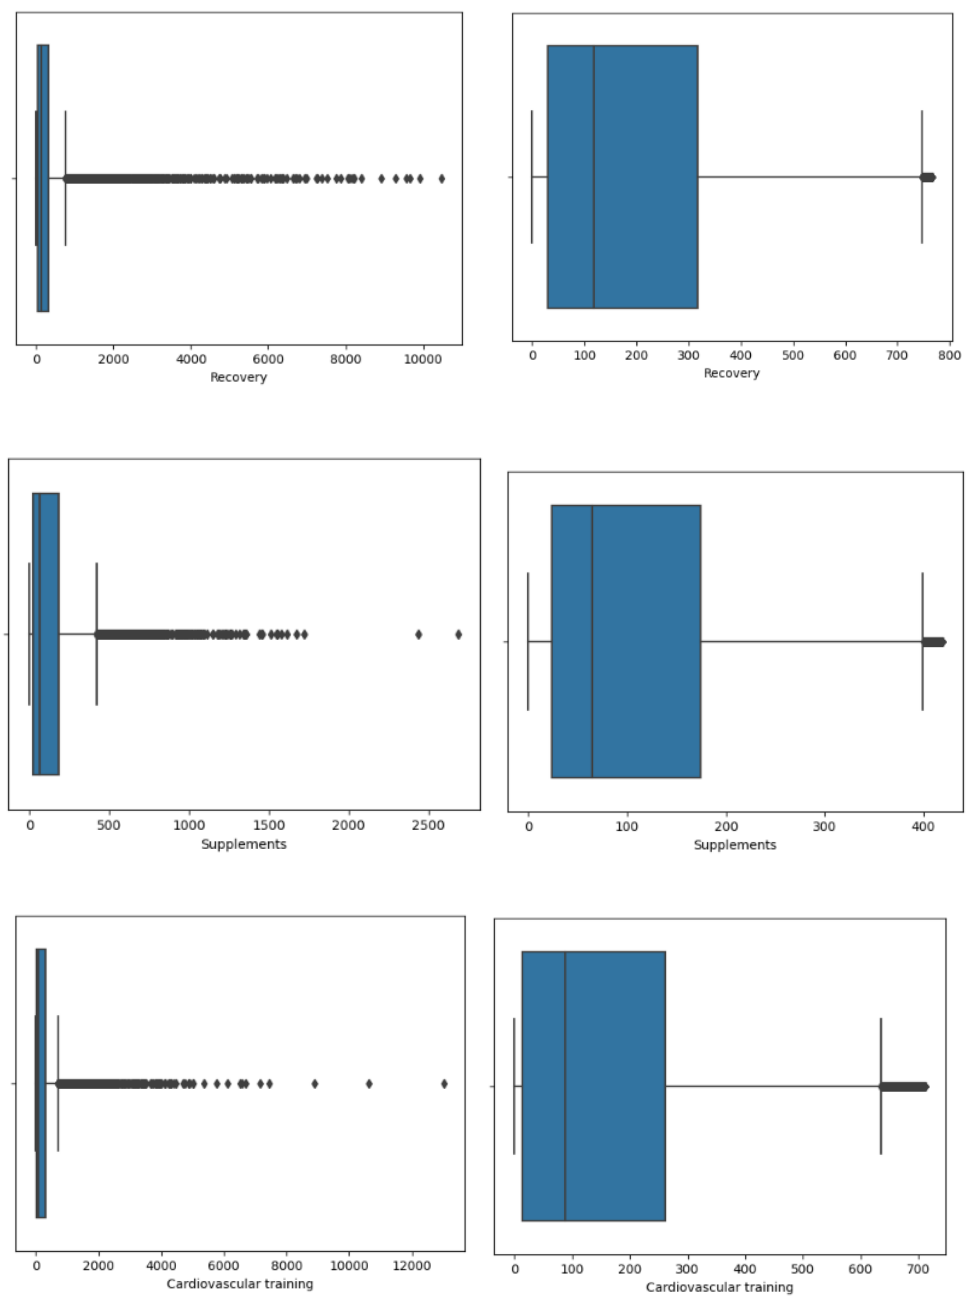 0 2000 4000 6000 8000 10000
Recovery
0 100 200 300 400 500 600 700 800
Recovery
0 500 1000 1500 2000 2500
Supplements
0 100 200 300 400
Supplements
0 2000 4000 6000 8000 10000 12000
Cardiovascular training
0 100 200 300 400 500 600 700
Cardiovascular training